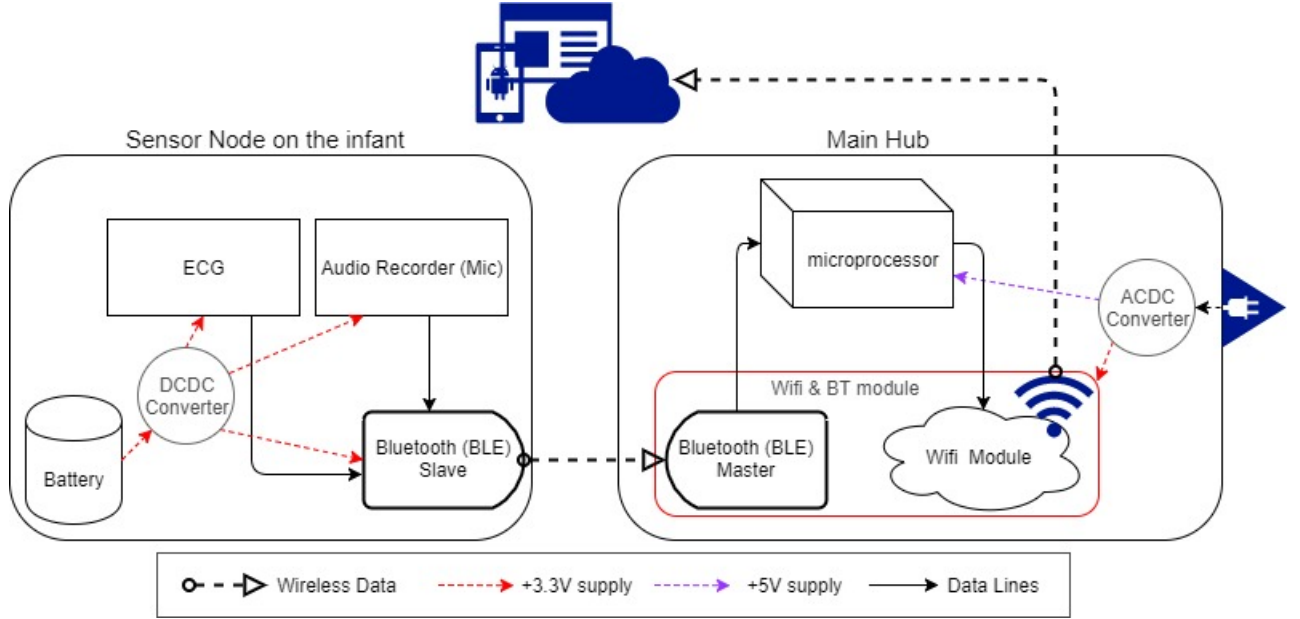 Sensor Node on the infant
Main Hub
ECG
Audio Recorder (Mic)
microprocessor
ACDC
Converter
DCDC
Converter
Wifi & BT module
Battery
Bluetooth (BLE)
Slave
Bluetooth (BLE)
Master
Wifi Module
Wireless Data
+3.3V supply
+5V supply
Data Lines